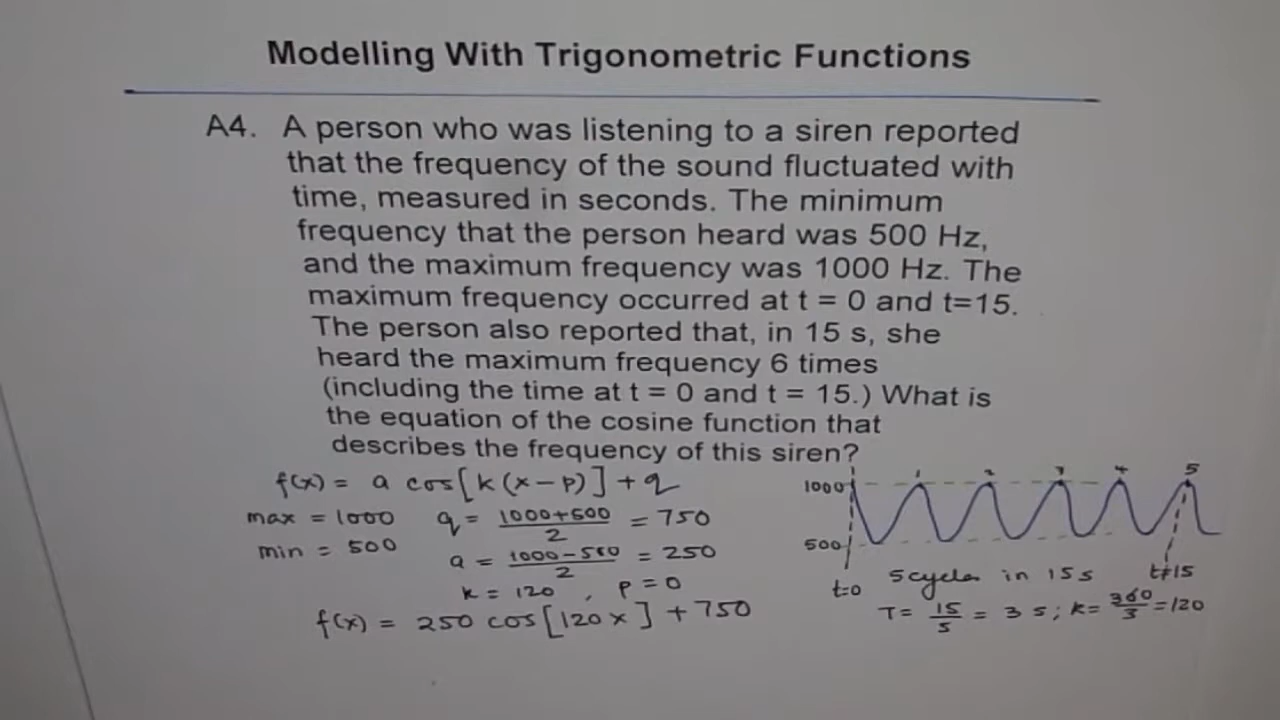 Modelling With Trigonometric Functions
A4. A person who was listening to a siren reported
that the frequency of the sound fluctuated with
time, measured in seconds. The minimum
frequency that the person heard was 500 Hz,
and the maximum frequency was 1000 Hz. The
maximum frequency occurred at t = 0 and t=15.
The person also reported that, in 15 s, she
heard the maximum frequency 6 times
(including the time at t = 0 and t = 15.) What is
the equation of the cosine function that
describes the frequency of this siren?
f(x) = a cos[k(x-p)] + q
max = 1000
min = 500
q = 1000+500 / 2 = 750
a = 1000-500 / 2 = 250
k = 120 , p = 0
f(x) = 250 cos[120x] + 750
1 2 3 4 5
1000
500
t=0
t=15
5 cycles in 15 s
T = 15/5 = 3 s ; k = 360/3 = 120